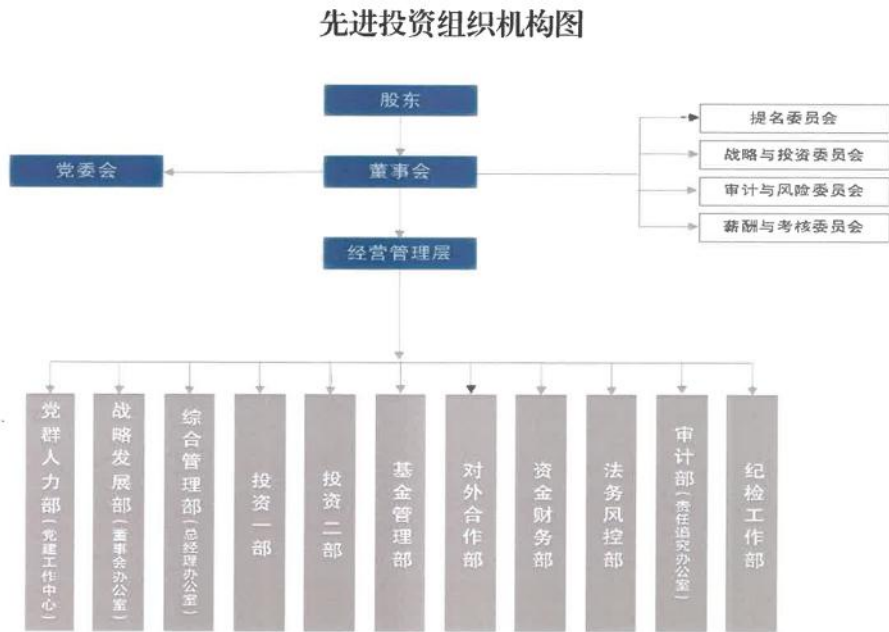 先进投资组织机构图
股东
提名委员会
党委会
董事会
战略与投资委员会
审计与风险委员会
薪酬与考核委员会
经营管理层
党群人力部(党建工作中心)
战略发展部(董事会办公室)
综合管理部(总经理办公室)
投资一部
投资二部
基金管理部
对外合作部
资金财务部
法务风控部
审计部(责任追究办公室)
纪检工作部